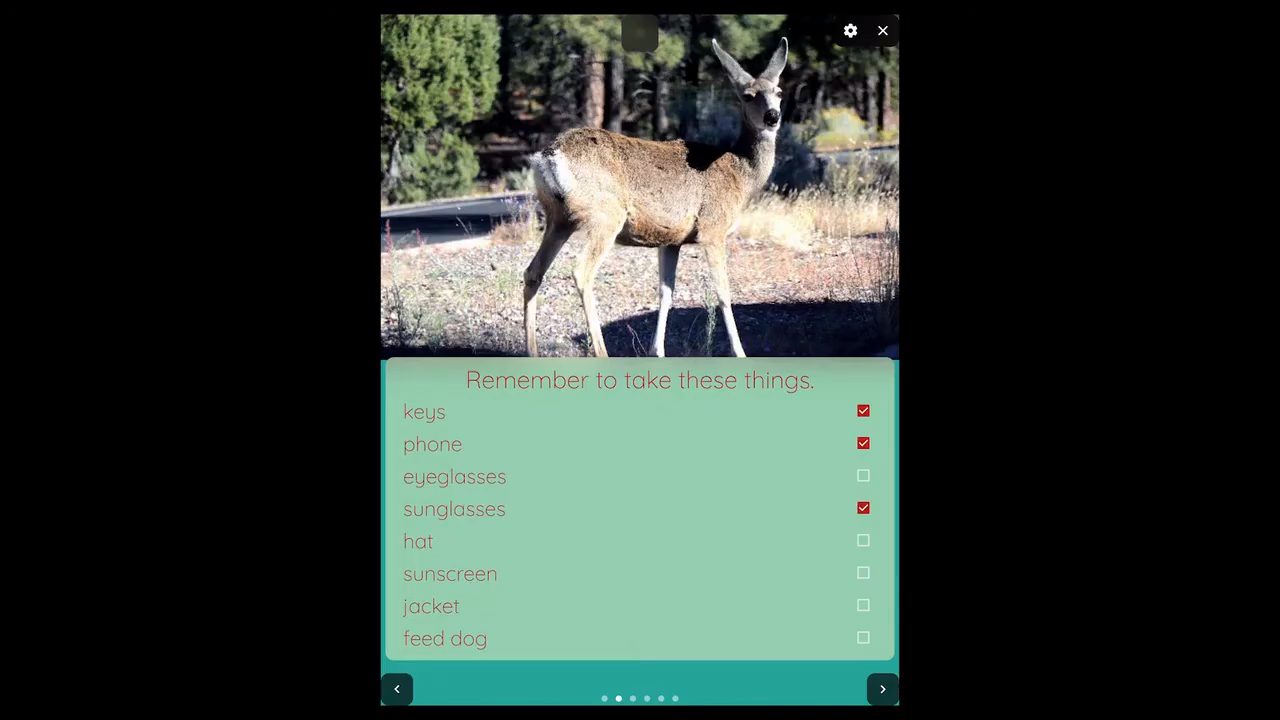 Remember to take these things.
keys
phone
eyeglasses
sunglasses
hat
sunscreen
jacket
feed dog